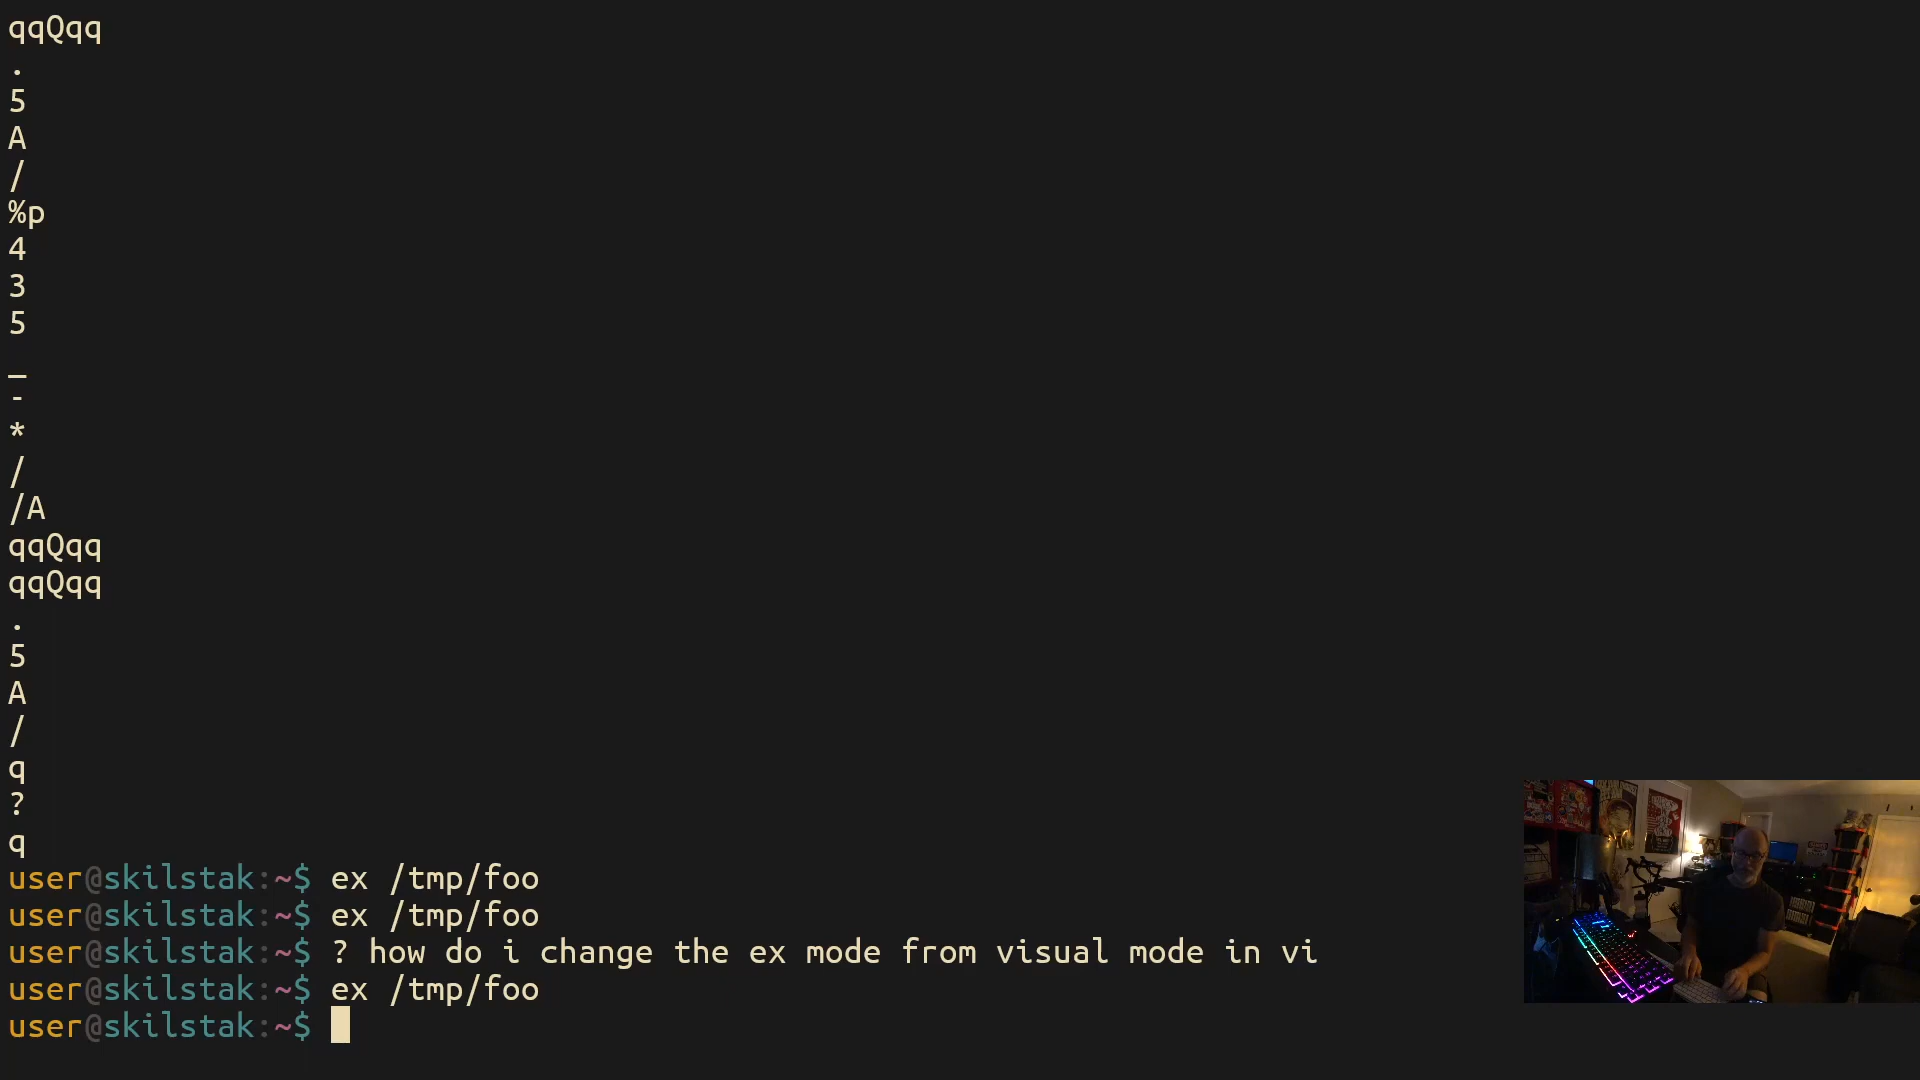 qqQqq
.
5
A
/
%p
4
3
5
_
-
*
/
/A
qqQqq
qqQqq
.
5
A
/
q
?
q
user@skilstak:~$ ex /tmp/foo
user@skilstak:~$ ex /tmp/foo
user@skilstak:~$ ? how do i change the ex mode from visual mode in vi
user@skilstak:~$ ex /tmp/foo
user@skilstak:~$